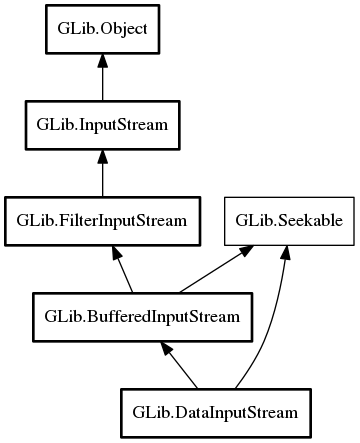 GLib.Object
GLib.InputStream
GLib.FilterInputStream
GLib.Seekable
GLib.BufferedInputStream
GLib.DataInputStream